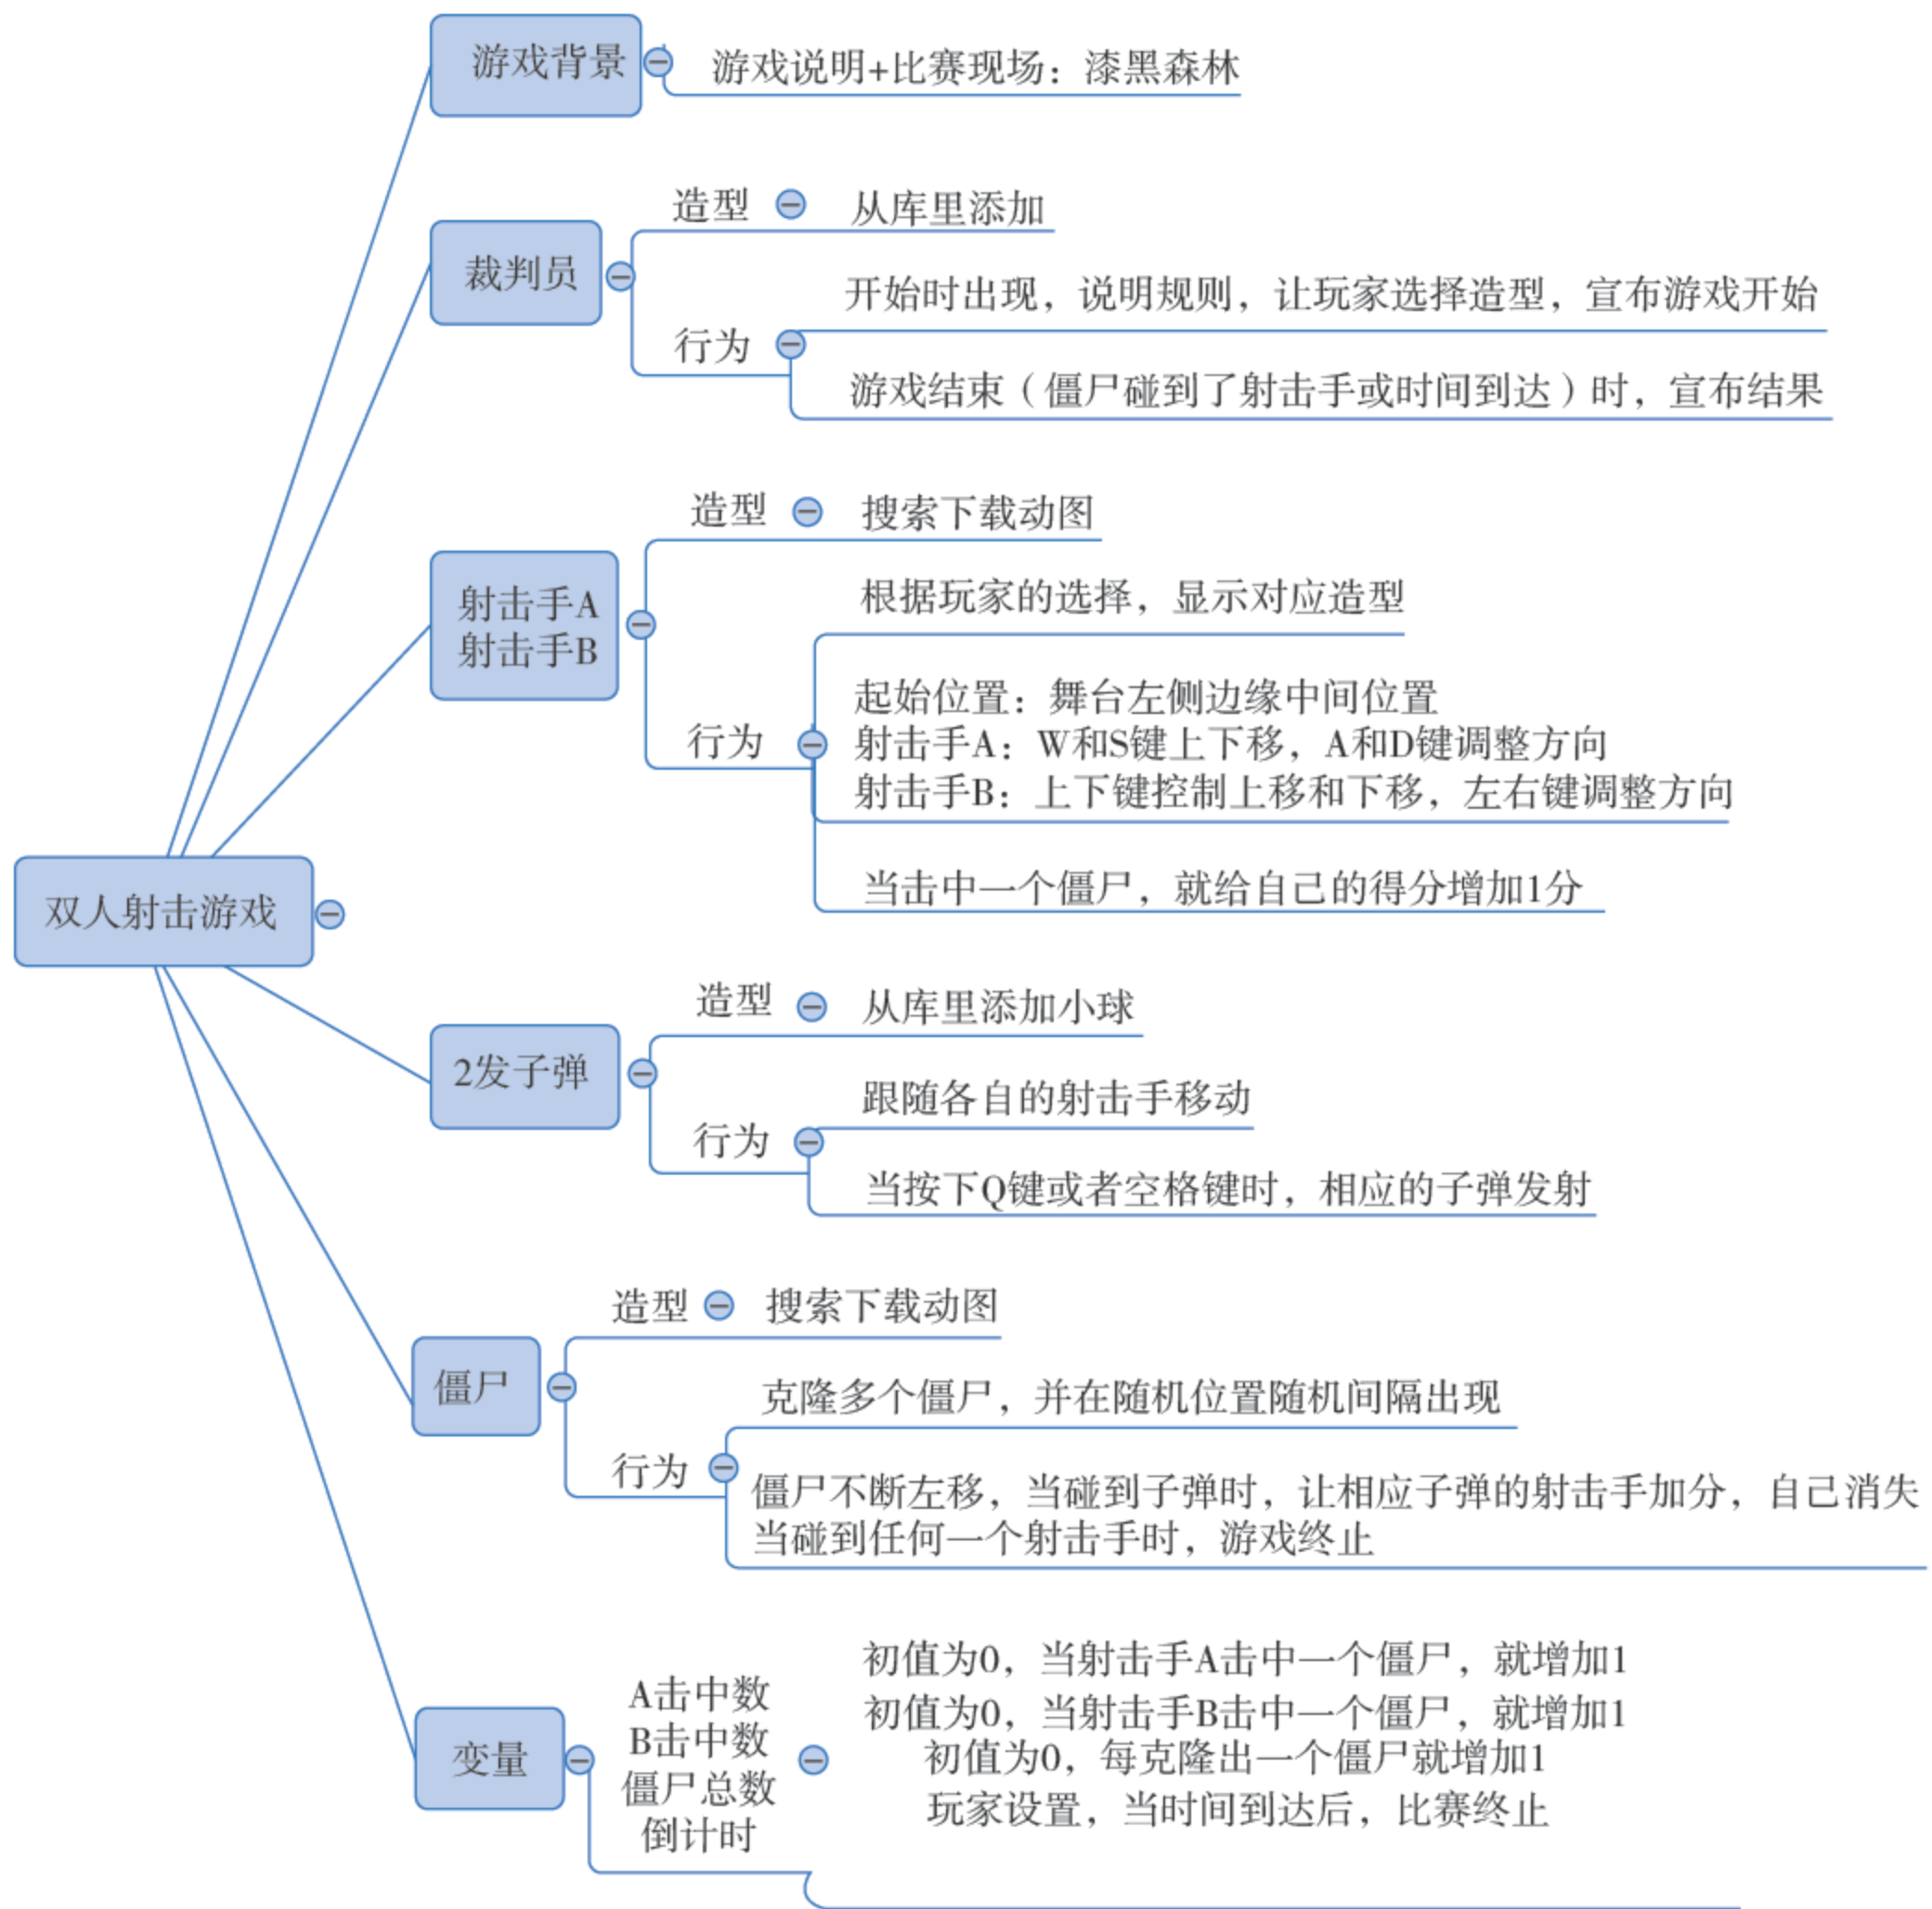 游戏背景
游戏说明+比赛现场：漆黑森林
裁判员
造型
从库里添加
行为
开始时出现，说明规则，让玩家选择造型，宣布游戏开始
游戏结束（僵尸碰到了射击手或时间到达）时，宣布结果
射击手A
射击手B
造型
搜索下载动图
行为
根据玩家的选择，显示对应造型
起始位置：舞台左侧边缘中间位置
射击手A：W和S键上下移，A和D键调整方向
射击手B：上下键控制上移和下移，左右键调整方向
当击中一个僵尸，就给自己的得分增加1分
双人射击游戏
2发子弹
造型
从库里添加小球
行为
跟随各自的射击手移动
当按下Q键或者空格键时，相应的子弹发射
僵尸
造型
搜索下载动图
行为
克隆多个僵尸，并在随机位置随机间隔出现
僵尸不断左移，当碰到子弹时，让相应子弹的射击手加分，自己消失
当碰到任何一个射击手时，游戏终止
变量
A击中数
B击中数
僵尸总数
倒计时
初值为0，当射击手A击中一个僵尸，就增加1
初值为0，当射击手B击中一个僵尸，就增加1
初值为0，每克隆出一个僵尸就增加1
玩家设置，当时间到达后，比赛终止